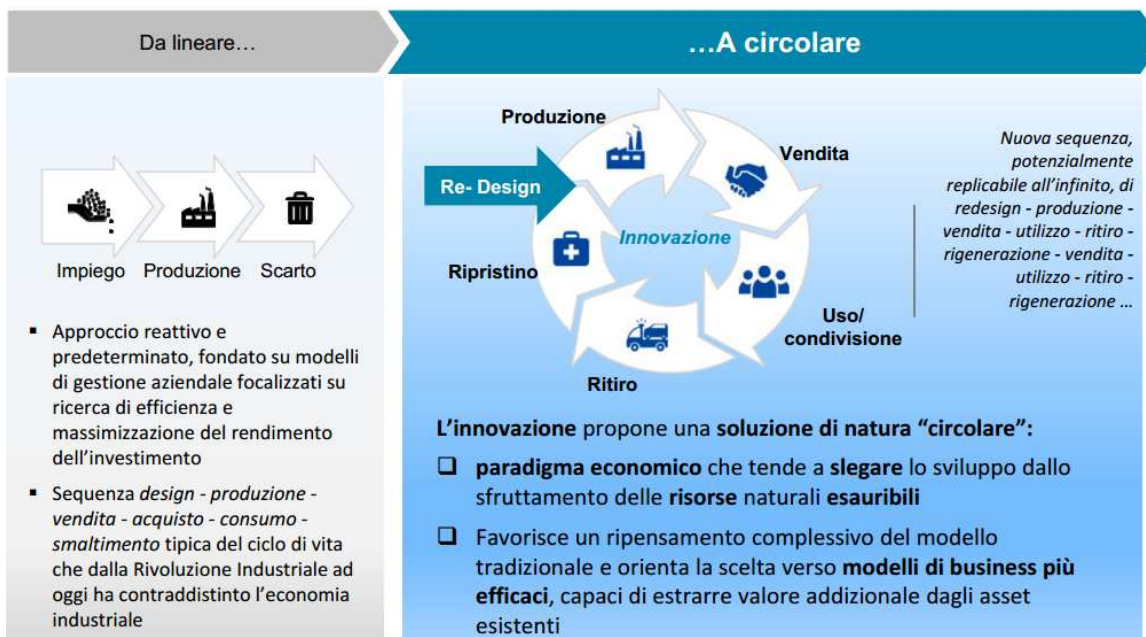 Da lineare…
…A circolare
Impiego
Produzione
Scarto
▪ Approccio reattivo e
predeterminato, fondato su modelli
di gestione aziendale focalizzati su
ricerca di efficienza e
massimizzazione del rendimento
dell’investimento
▪ Sequenza design - produzione -
vendita - acquisto - consumo -
smaltimento tipica del ciclo di vita
che dalla Rivoluzione Industriale ad
oggi ha contraddistinto l’economia
industriale
Produzione
Vendita
Re- Design
Innovazione
Ripristino
Uso/
condivisione
Ritiro
Nuova sequenza,
potenzialmente
replicabile all’infinito, di
redesign - produzione -
vendita - utilizzo - ritiro -
rigenerazione - vendita -
utilizzo - ritiro -
rigenerazione …
L’innovazione propone una soluzione di natura “circolare”:
❑ paradigma economico che tende a slegare lo sviluppo dallo
sfruttamento delle risorse naturali esauribili
❑ Favorisce un ripensamento complessivo del modello
tradizionale e orienta la scelta verso modelli di business più
efficaci, capaci di estrarre valore addizionale dagli asset
esistenti